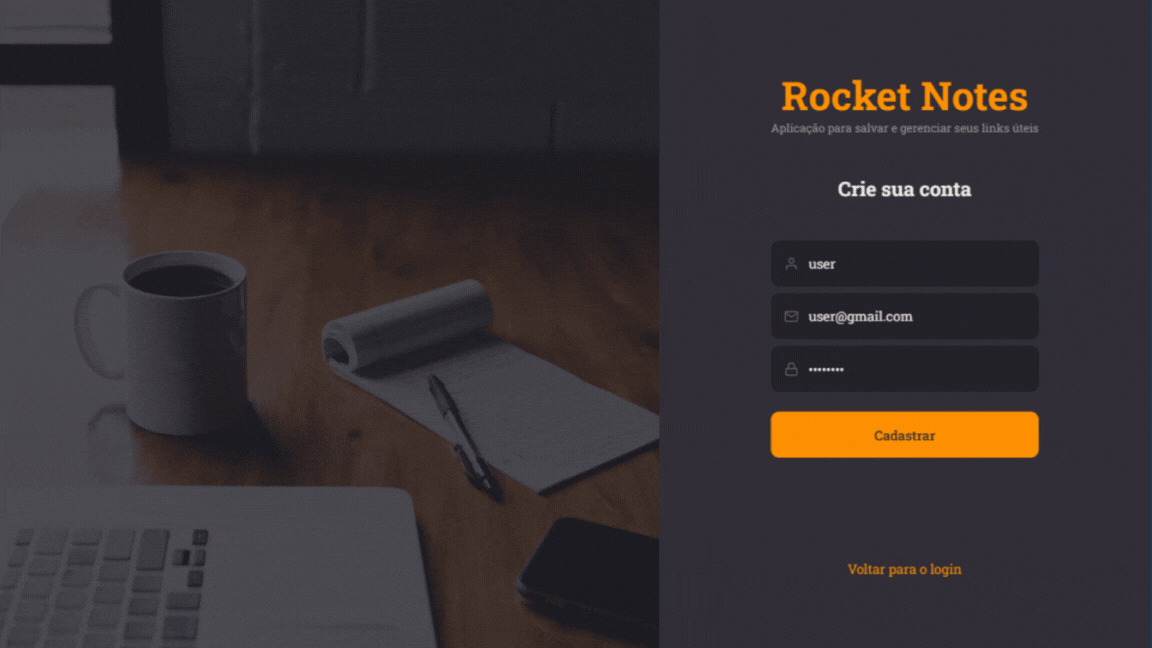 Rocket Notes
Aplicação para salvar e gerenciar seus links úteis
Crie sua conta
user
user@gmail.com
••••••••
Cadastrar
Voltar para o login